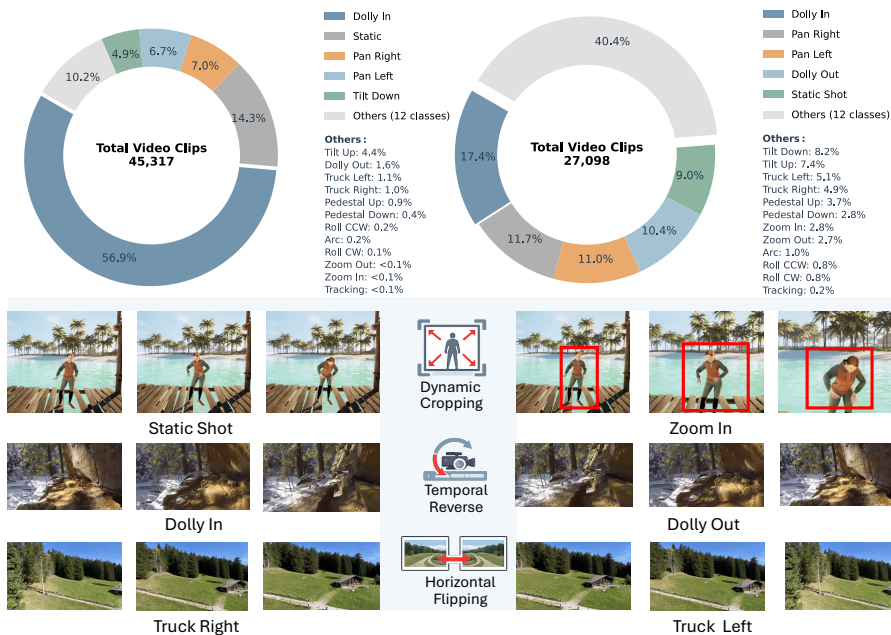 Total Video Clips
45,317
56.9%
14.3%
7.0%
6.7%
4.9%
10.2%
Dolly In
Static
Pan Right
Pan Left
Tilt Down
Others (12 classes)
Others:
Tilt Up: 4.4%
Dolly Out: 1.6%
Truck Left: 1.1%
Truck Right: 1.0%
Pedestal Up: 0.9%
Pedestal Down: 0.4%
Roll CCW: 0.2%
Arc: 0.2%
Roll CW: 0.1%
Zoom Out: <0.1%
Zoom In: <0.1%
Tracking: <0.1%
Total Video Clips
27,098
40.4%
17.4%
11.7%
11.0%
10.4%
9.0%
Dolly In
Pan Right
Pan Left
Dolly Out
Static Shot
Others (12 classes)
Others:
Tilt Down: 8.2%
Tilt Up: 7.4%
Truck Left: 5.1%
Truck Right: 4.9%
Pedestal Up: 3.7%
Pedestal Down: 2.8%
Zoom In: 2.8%
Zoom Out: 2.7%
Arc: 1.0%
Roll CCW: 0.8%
Roll CW: 0.8%
Tracking: 0.2%
Static Shot
Dynamic
Cropping
Zoom In
Dolly In
Temporal
Reverse
Dolly Out
Truck Right
Horizontal
Flipping
Truck Left